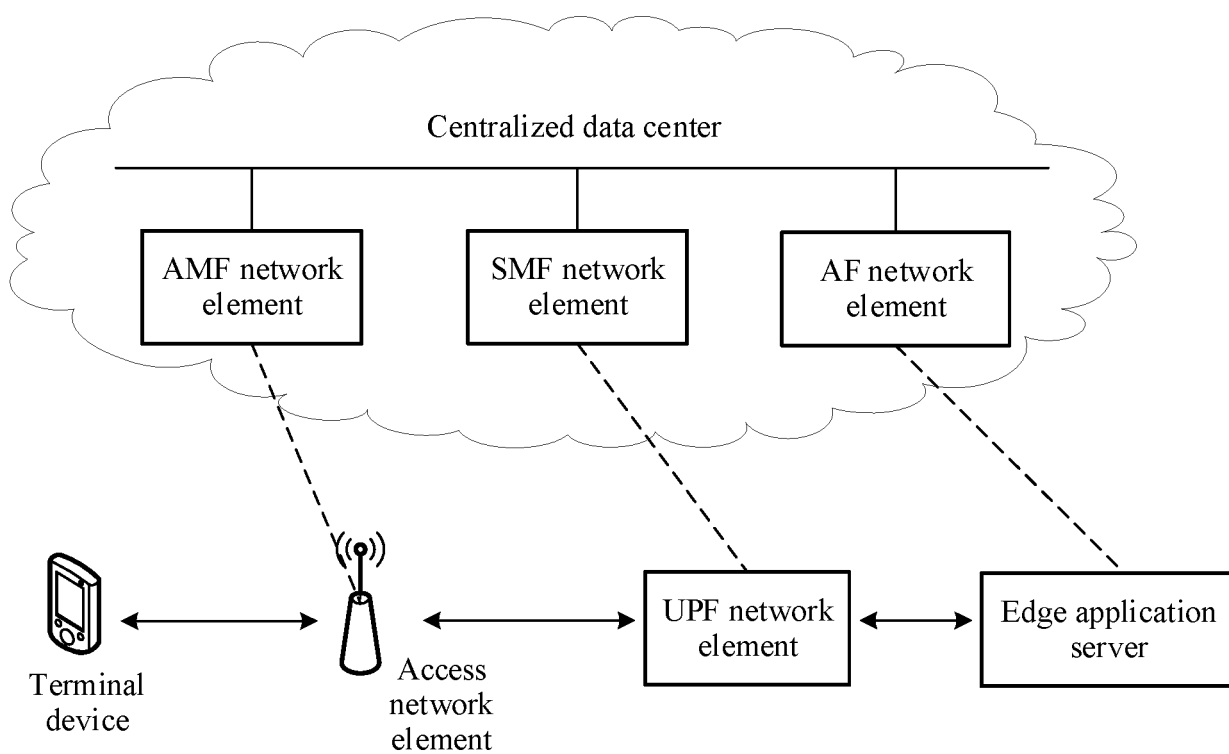 Centralized data center
AMF network
element
SMF network
element
AF network
element
UPF network
element
Edge application
server
Terminal
device
Access
network
element